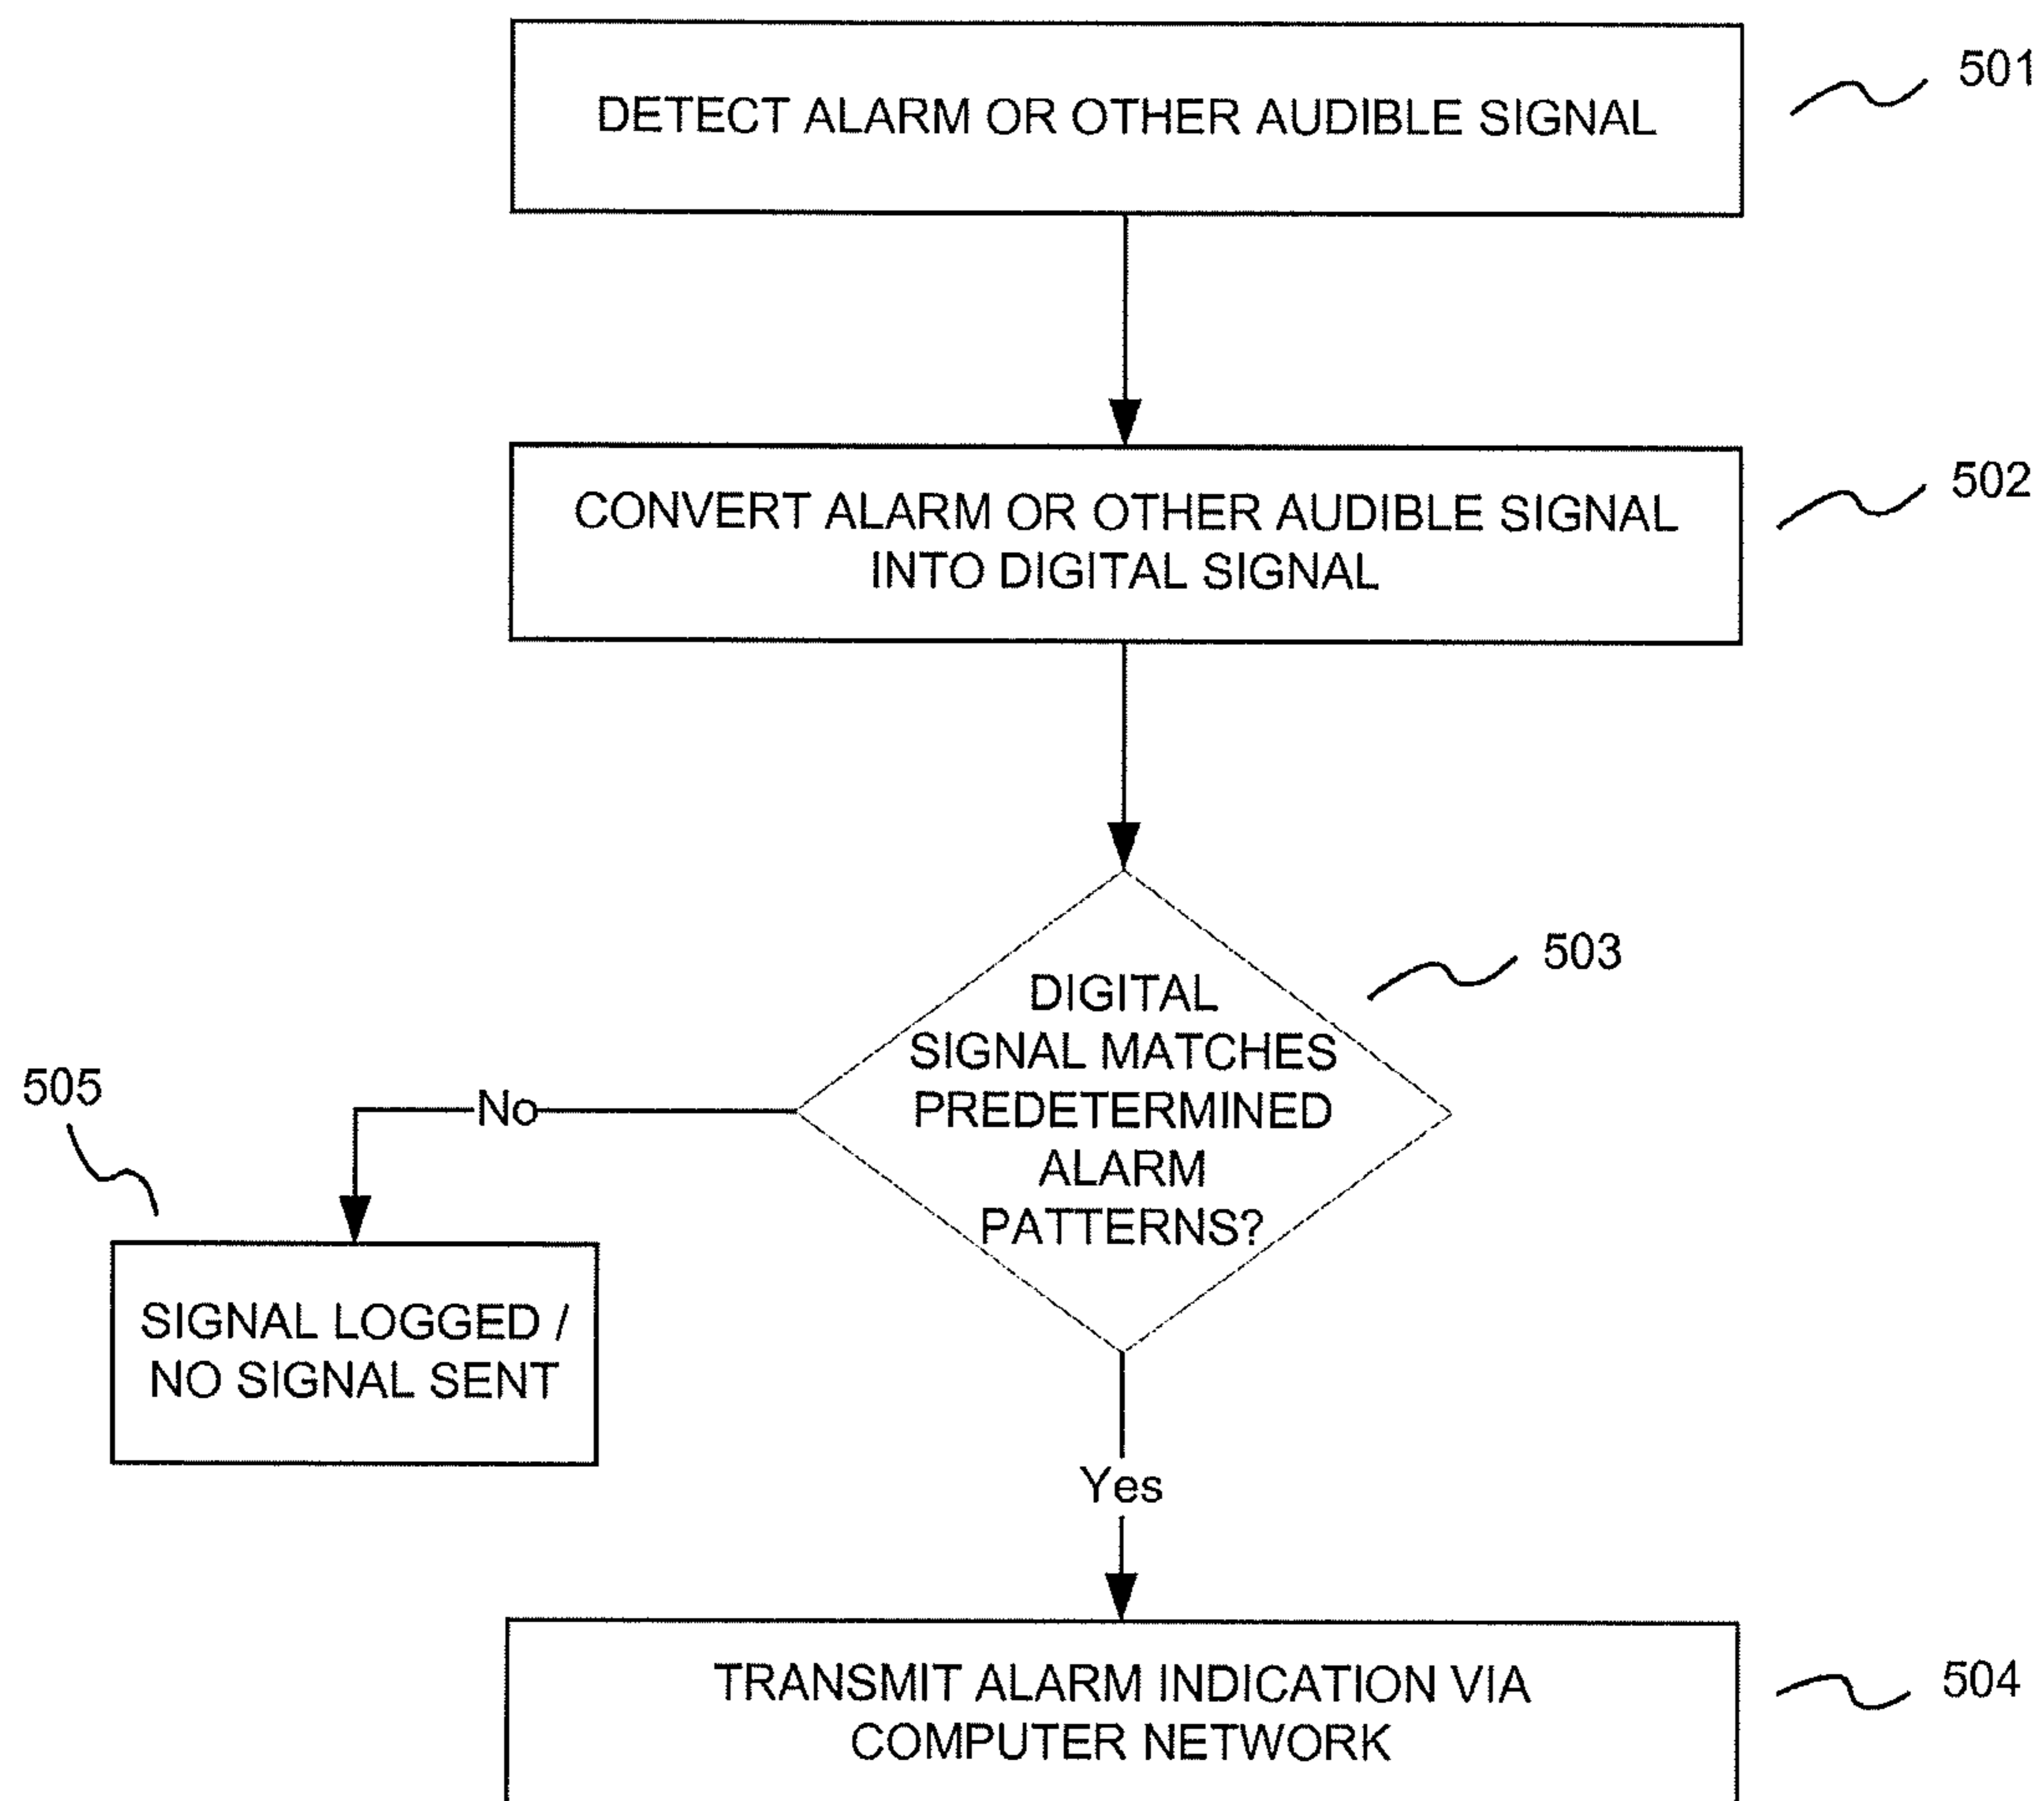 DETECT ALARM OR OTHER AUDIBLE SIGNAL
501
CONVERT ALARM OR OTHER AUDIBLE SIGNAL
INTO DIGITAL SIGNAL
502
DIGITAL
SIGNAL MATCHES
PREDETERMINED
ALARM
PATTERNS?
503
No
505
SIGNAL LOGGED /
NO SIGNAL SENT
Yes
TRANSMIT ALARM INDICATION VIA
COMPUTER NETWORK
504